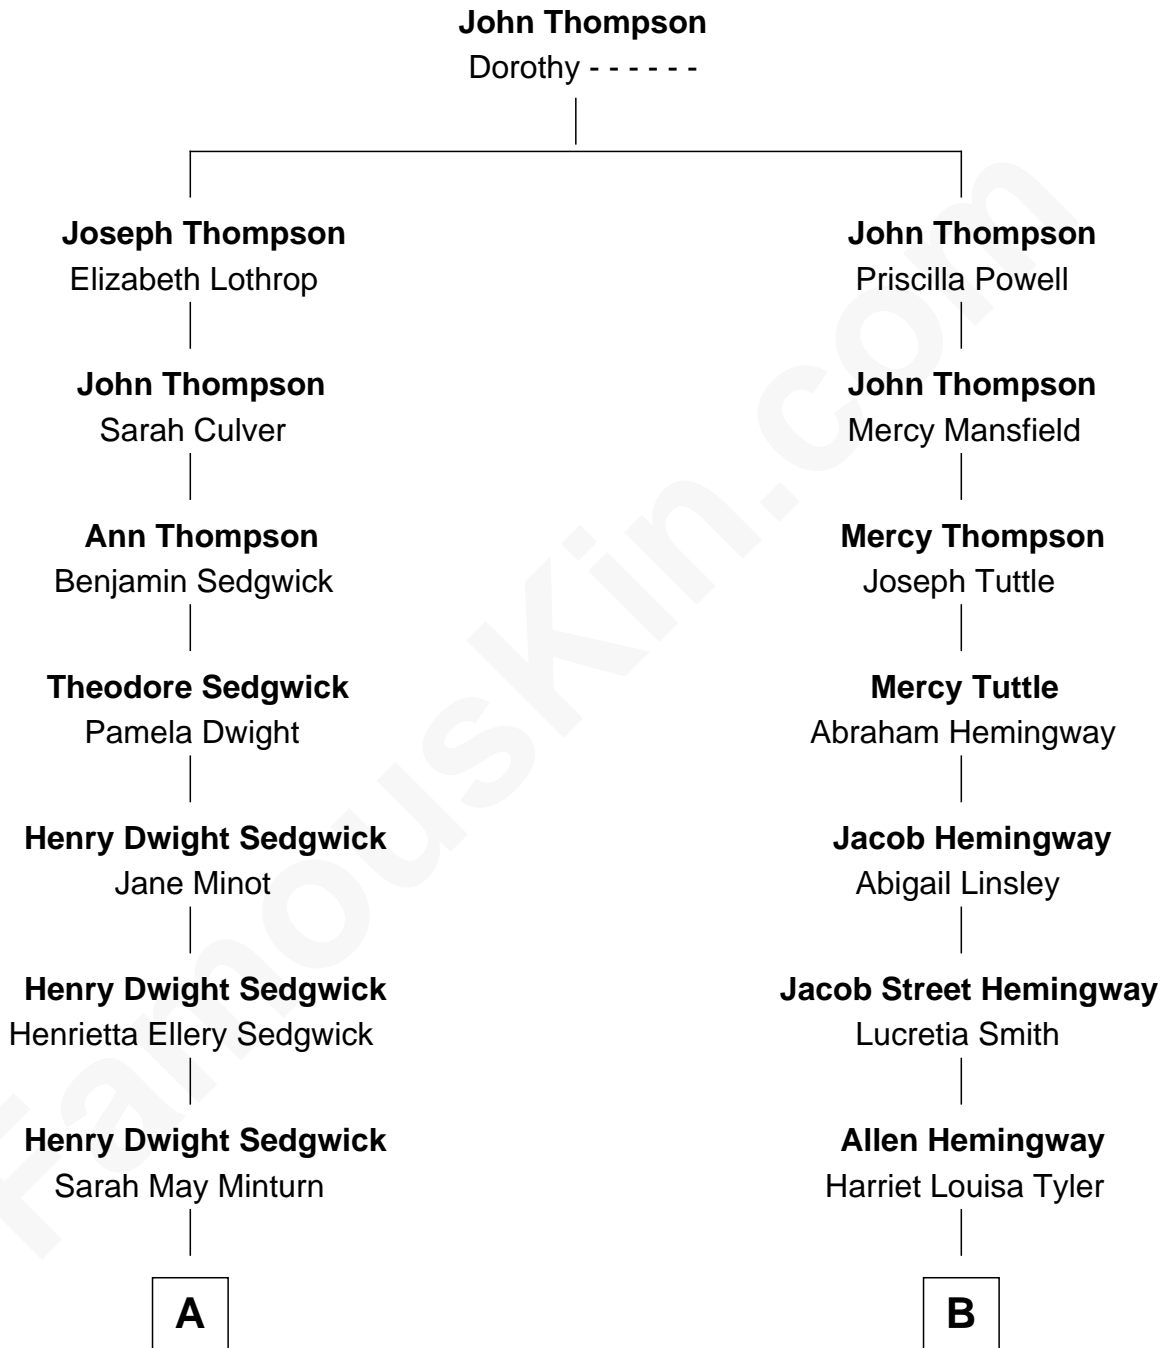 John Thompson
Dorothy - - - - - -
Joseph Thompson
Elizabeth Lothrop
John Thompson
Sarah Culver
Ann Thompson
Benjamin Sedgwick
Theodore Sedgwick
Pamela Dwight
Henry Dwight Sedgwick
Jane Minot
Henry Dwight Sedgwick
Henrietta Ellery Sedgwick
Henry Dwight Sedgwick
Sarah May Minturn
A
John Thompson
Priscilla Powell
John Thompson
Mercy Mansfield
Mercy Thompson
Joseph Tuttle
Mercy Tuttle
Abraham Hemingway
Jacob Hemingway
Abigail Linsley
Jacob Street Hemingway
Lucretia Smith
Allen Hemingway
Harriet Louisa Tyler
B
FamousKin.com